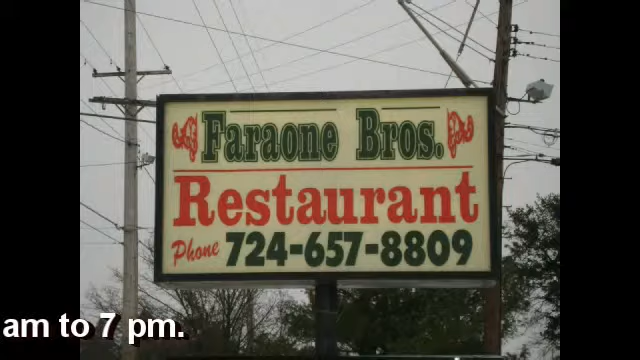 Faraone Bros.
Restaurant
Phone 724-657-8809
am to 7 pm.